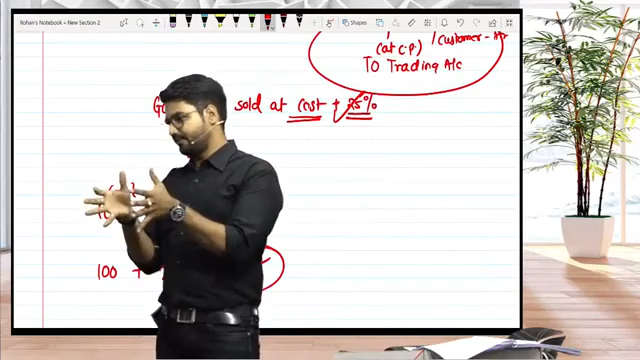 Rohan's Notebook » New Section 2
Shapes
(at C.P.) / Customer -
To Trading A/c
sold at cost + 25%
100 +